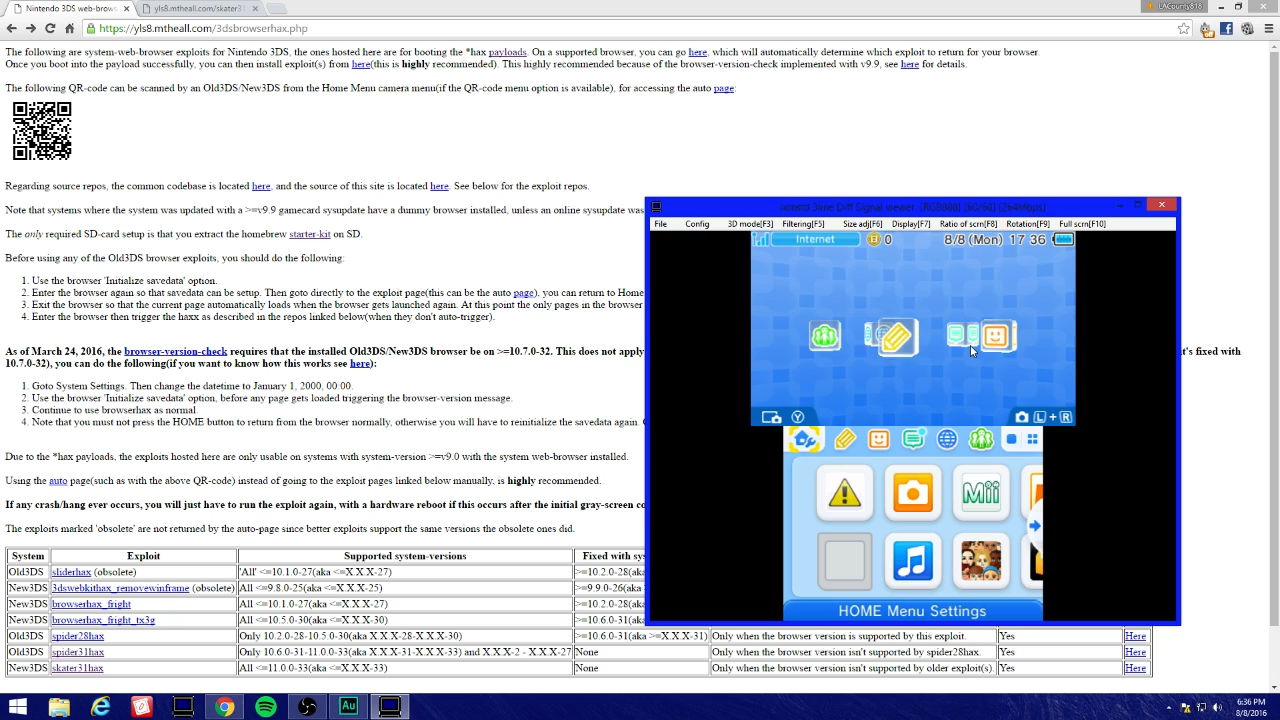 Nintendo 3DS web-brows
yls8.mtheall.com/skater3
LACounty818
https://yls8.mtheall.com/3dsbrowserhax.php
The following are system-web-browser exploits for Nintendo 3DS, the ones hosted here are for booting the *hax payloads. On a supported browser, you can go here, which will automatically determine which exploit to return for your browser.
Once you boot into the payload successfully, you can then install exploit(s) from here(this is highly recommended). This highly recommended because of the browser-version-check implemented with v9.9, see here for details.
The following QR-code can be scanned by an Old3DS/New3DS from the Home Menu camera menu(if the QR-code menu option is available), for accessing the auto page:
Regarding source repos, the common codebase is located here, and the source of this site is located here. See below for the exploit repos.
Note that systems where the system was updated with a >=v9.9 gamecard sysupdate have a dummy browser installed, unless an online sysupdate was
The only required SD-card setup is that you extract the homebrew starter-kit on SD.
Before using any of the Old3DS browser exploits, you should do the following:
1. Use the browser 'Initialize savedata' option.
2. Enter the browser again so that savedata can be setup. Then goto directly to the exploit page(this can be the auto page), you can return to Home
3. Exit the browser so that the current page automatically loads when the browser gets launched again. At this point the only pages in the browser
4. Enter the browser then trigger the haxx as described in the repos linked below(when they don't auto-trigger).
As of March 24, 2016, the browser-version-check requires that the installed Old3DS/New3DS browser be on >=10.7.0-32. This does not apply
't's fixed with
10.7.0-32), you can do the following(if you want to know how this works see here):
1. Goto System Settings. Then change the datetime to January 1, 2000, 00:00.
2. Use the browser 'Initialize savedata' option, before any page gets loaded triggering the browser-version message.
3. Continue to use browserhax as normal.
4. Note that you must not press the HOME button to return from the browser normally, otherwise you will have to reinitialize the savedata again.
Due to the *hax payloads, the exploits hosted here are only usable on systems with system-version >=v9.0 with the system web-browser installed.
Using the auto page(such as with the above QR-code) instead of going to the exploit pages linked below manually, is highly recommended.
If any crash/hang ever occurs, you will just have to run the exploit again, with a hardware reboot if this occurs after the initial gray-screen
The exploits marked 'obsolete' are not returned by the auto-page since better exploits support the same versions the obsolete ones did.
System Exploit Supported system-versions Fixed with sy
Old3DS sliderhax (obsolete) 'All' <=10.1.0-27(aka <=X.X.X-27) >=10.2.0-28(aka
New3DS 3dswebkithax_removewinframe (obsolete) All <=9.8.0-25(aka <=X.X.X-25) >=9.9.0-26(aka
New3DS browserhax_fright All <=10.1.0-27(aka <=X.X.X-27) >=10.2.0-28(aka
New3DS browserhax_fright_tx3g All <=10.5.0-30(aka <=X.X.X-30) >=10.6.0-31(aka
Old3DS spider28hax Only 10.2.0-28-10.5.0-30(aka X.X.X-28-X.X.X-30) >=10.6.0-31(aka >=X.X.X-31) Only when the browser version is supported by this exploit. Yes Here
Old3DS spider31hax Only 10.6.0-31-11.0.0-33(aka X.X.X-31-X.X.X-33) and X.X.X-2 - X.X.X-27 None Only when the browser version isn't supported by spider28hax. Yes Here
New3DS skater31hax All <=11.0.0-33(aka <=X.X.X-33) None Only when the browser version isn't supported by older exploit(s). Yes Here
File Config 3D mode[F3] Filtering[F5] Size adj[F6] Display[F7] Ratio of scrn[F8] Rotation[F9] Full scrn[F10]
Internet 0 8/8 (Mon) 17 36
Y L + R
Mii
HOME Menu Settings
Au
6:36 PM
8/8/2016